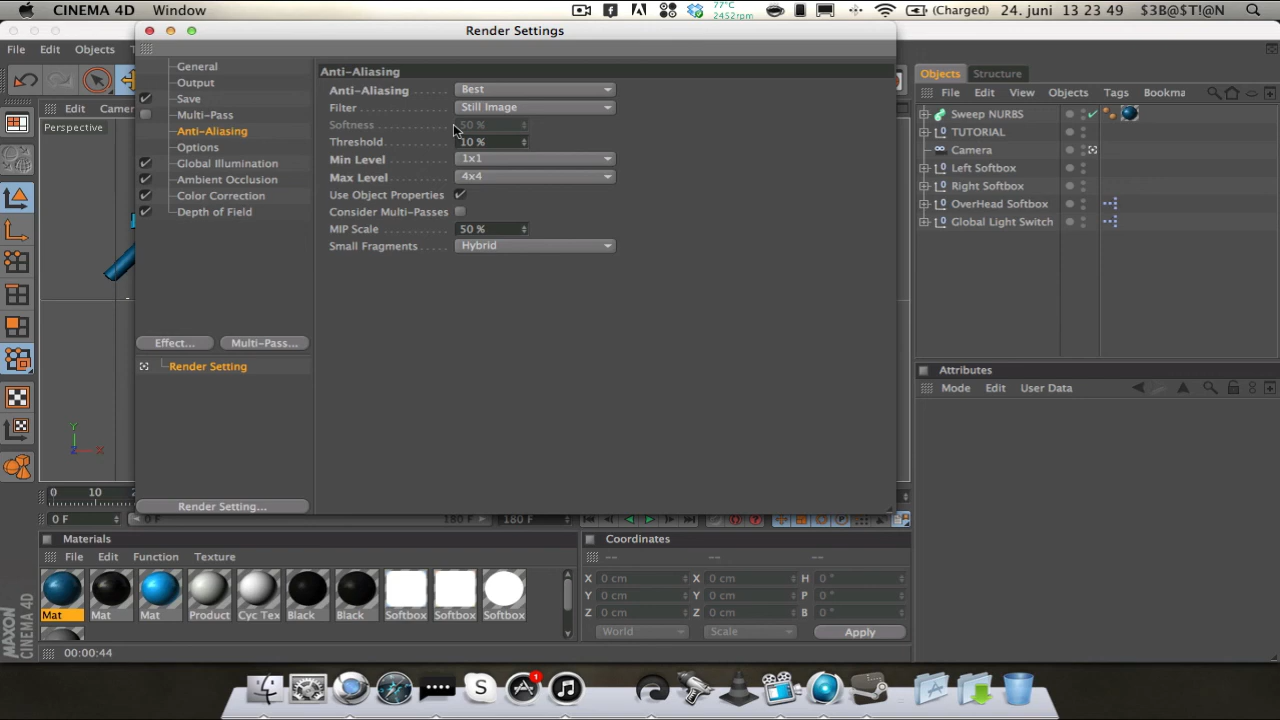 CINEMA 4D
77°C
2452rpm
(Charged)
24. juni 13 23 49
$3B@$T!@N
Render Settings
File
Edit
Objects
Edit
Perspective
General
Output
Save
Multi-Pass
Anti-Aliasing
Options
Global Illumination
Ambient Occlusion
Color Correction
Depth of Field
Effect...
Multi-Pass...
Render Setting
Render Setting...
Anti-Aliasing
Anti-Aliasing Best
Filter Still Image
Softness 50 %
Threshold 10 %
Min Level 1x1
Max Level 4x4
Use Object Properties
Consider Multi-Passes
MIP Scale 50 %
Small Fragments Hybrid
Objects Structure
File Edit View Objects Tags Bookma
Sweep NURBS
TUTORIAL
Camera
Left Softbox
Right Softbox
OverHead Softbox
Global Light Switch
Attributes
Mode Edit User Data
Y
Z X
0 10
0 F 0 F 180 F 180 F
Materials
File Edit Function Texture
Mat Mat Mat Product Cyc Tex Black Black Softbox Softbox Softbox
Coordinates
-- -- --
X 0 cm X 0 cm H 0 °
Y 0 cm Y 0 cm P 0 °
Z 0 cm Z 0 cm B 0 °
World Scale Apply
MAXON
CINEMA 4D
00:00:44
1